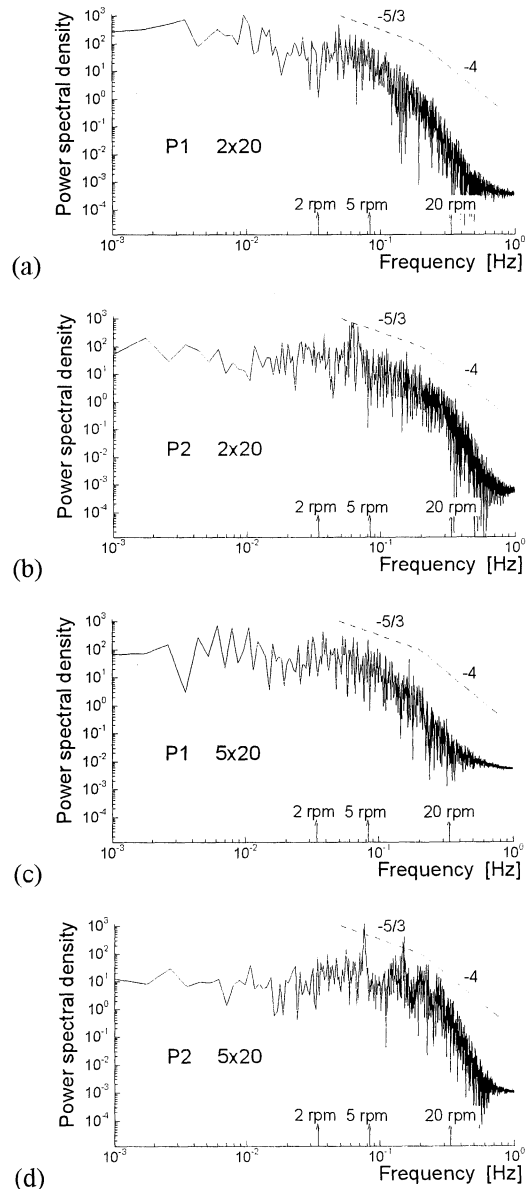 Power spectral density
10³
10²
10¹
10⁰
10⁻¹
10⁻²
10⁻³
10⁻⁴
-5/3
-4
P1 2x20
2 rpm 5 rpm 20 rpm
10⁻³ 10⁻² 10⁻¹ 10⁰
Frequency [Hz]
(a)
Power spectral density
10³
10²
10¹
10⁰
10⁻¹
10⁻²
10⁻³
10⁻⁴
-5/3
-4
P2 2x20
2 rpm 5 rpm 20 rpm
10⁻³ 10⁻² 10⁻¹ 10⁰
Frequency [Hz]
(b)
Power spectral density
10³
10²
10¹
10⁰
10⁻¹
10⁻²
10⁻³
10⁻⁴
-5/3
-4
P1 5x20
2 rpm 5 rpm 20 rpm
10⁻³ 10⁻² 10⁻¹ 10⁰
Frequency [Hz]
(c)
Power spectral density
10³
10²
10¹
10⁰
10⁻¹
10⁻²
10⁻³
10⁻⁴
-5/3
-4
P2 5x20
2 rpm 5 rpm 20 rpm
10⁻³ 10⁻² 10⁻¹ 10⁰
Frequency [Hz]
(d)